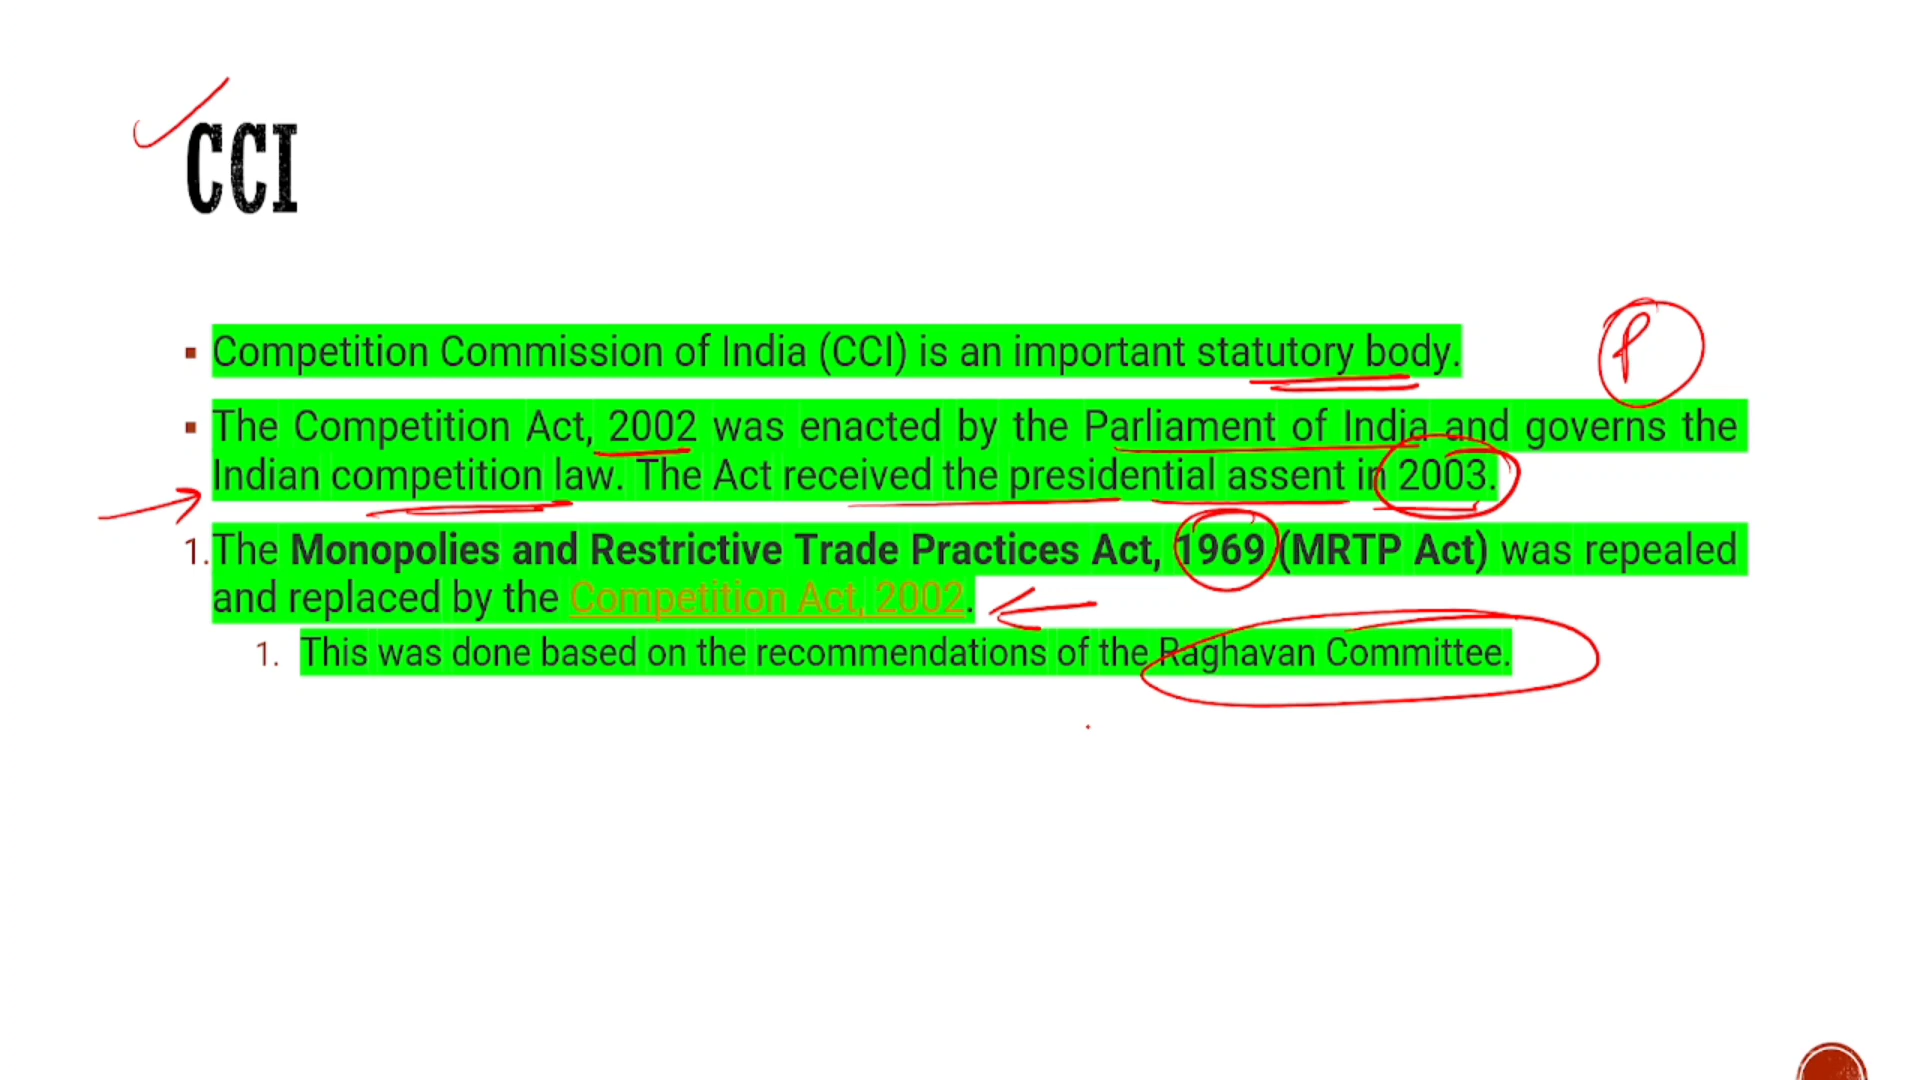 CCI
P
▪ Competition Commission of India (CCI) is an important statutory body.
▪ The Competition Act, 2002 was enacted by the Parliament of India and governs the
Indian competition law. The Act received the presidential assent in 2003.
1. The Monopolies and Restrictive Trade Practices Act, 1969 (MRTP Act) was repealed
and replaced by the Competition Act, 2002.
1. This was done based on the recommendations of the Raghavan Committee.